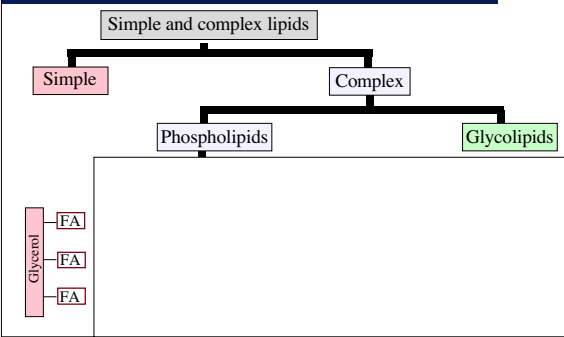 Simple and complex lipids
Simple
Complex
Phospholipids
Glycolipids
Glycerol
FA
FA
FA